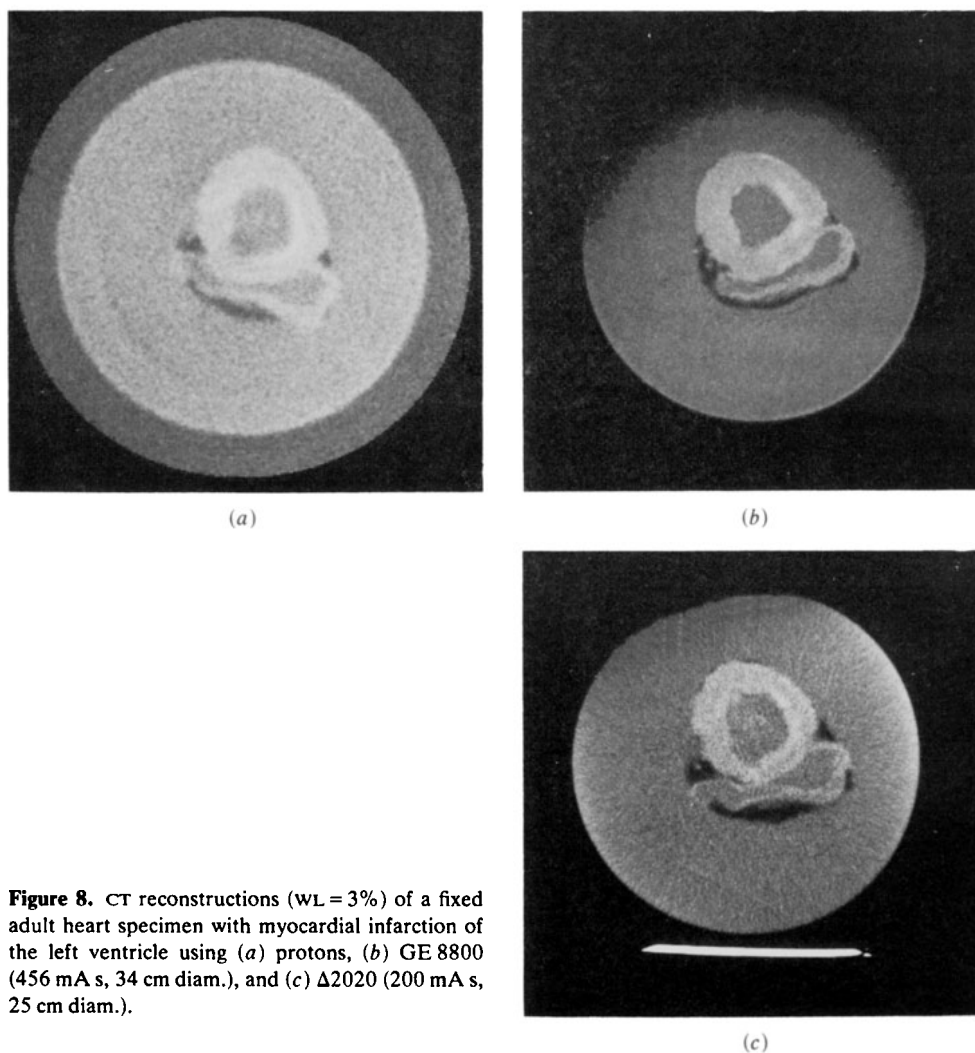 (a)
(b)
Figure 8. CT reconstructions (WL = 3%) of a fixed
adult heart specimen with myocardial infarction of
the left ventricle using (a) protons, (b) GE 8800
(456 mA s, 34 cm diam.), and (c) Δ2020 (200 mA s,
25 cm diam.).
(c)